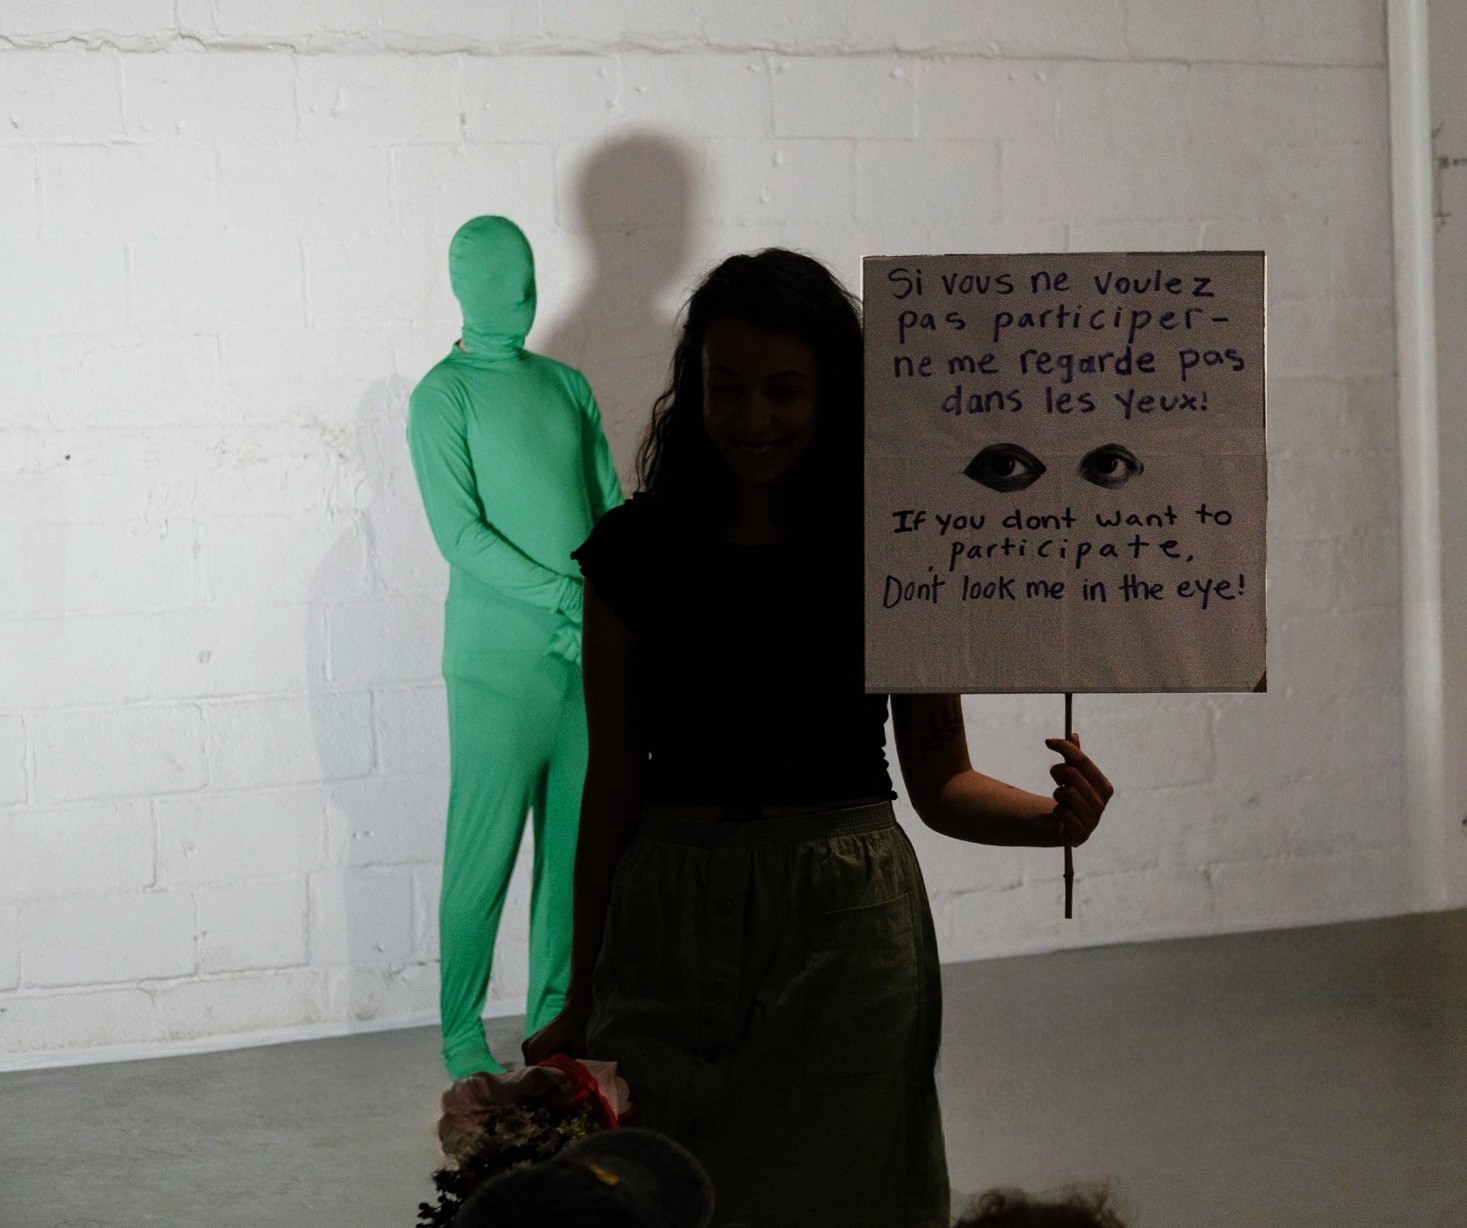 Si vous ne voulez
pas participer-
ne me regarde pas
dans les yeux!
If you dont want to
participate,
Don't look me in the eye!